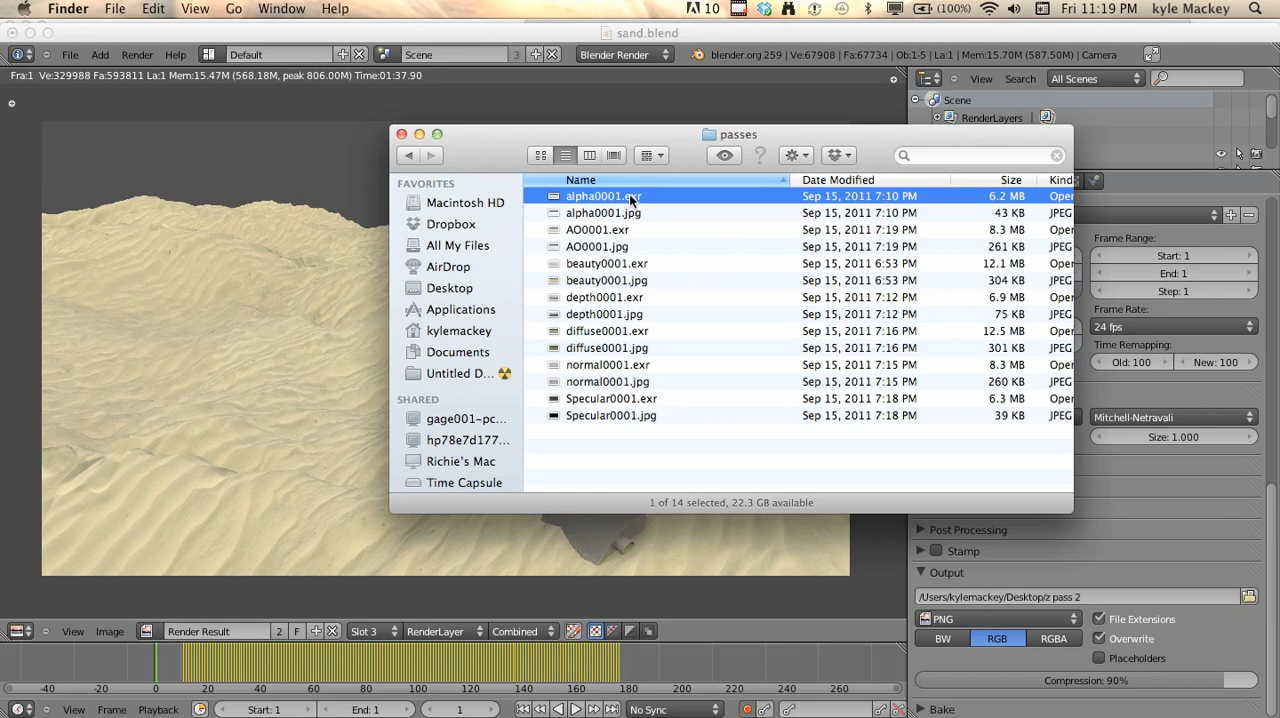 Finder File Edit View Go Window Help 10 (100%) Fri 11:19 PM kyle Mackey
sand.blend
File Add Render Help Default Scene 3 Blender Render blender.org 259 | Ve:67908 | Fa:67734 | Ob:1-5 | La:1 | Mem:15.70M (587.50M) | Camera
Fra:1 Ve:329988 Fa:593811 La:1 Mem:15.47M (568.18M, peak 806.00M) Time:01:37.90
View Search All Scenes
Scene
RenderLayers |
passes
FAVORITES
Macintosh HD
Dropbox
All My Files
AirDrop
Desktop
Applications
kylemackey
Documents
Untitled D...
SHARED
gage001-pc...
hp78e7d177...
Richie's Mac
Time Capsule
Name Date Modified Size Kind
alpha0001.exr Sep 15, 2011 7:10 PM 6.2 MB Oper
alpha0001.jpg Sep 15, 2011 7:10 PM 43 KB JPEG
AO0001.exr Sep 15, 2011 7:19 PM 8.3 MB Oper
AO0001.jpg Sep 15, 2011 7:19 PM 261 KB JPEG
beauty0001.exr Sep 15, 2011 6:53 PM 12.1 MB Oper
beauty0001.jpg Sep 15, 2011 6:53 PM 304 KB JPEG
depth0001.exr Sep 15, 2011 7:12 PM 6.9 MB Oper
depth0001.jpg Sep 15, 2011 7:12 PM 75 KB JPEG
diffuse0001.exr Sep 15, 2011 7:16 PM 12.5 MB Oper
diffuse0001.jpg Sep 15, 2011 7:16 PM 301 KB JPEG
normal0001.exr Sep 15, 2011 7:15 PM 8.3 MB Oper
normal0001.jpg Sep 15, 2011 7:15 PM 260 KB JPEG
Specular0001.exr Sep 15, 2011 7:18 PM 6.3 MB Oper
Specular0001.jpg Sep 15, 2011 7:18 PM 39 KB JPEG
1 of 14 selected, 22.3 GB available
Frame Range:
Start: 1
End: 1
Step: 1
Frame Rate:
24 fps
Time Remapping:
Old: 100 New: 100
Mitchell-Netravali
Size: 1.000
Post Processing
Stamp
Output
/Users/kylemackey/Desktop/z pass 2
PNG File Extensions
BW RGB RGBA Overwrite
Placeholders
Compression: 90%
Bake
View Image Render Result 2 F Slot 3 RenderLayer Combined
-40 -20 0 20 40 60 80 100 120 140 160 180 200 220 240 260
View Frame Playback Start: 1 End: 1 1 No Sync